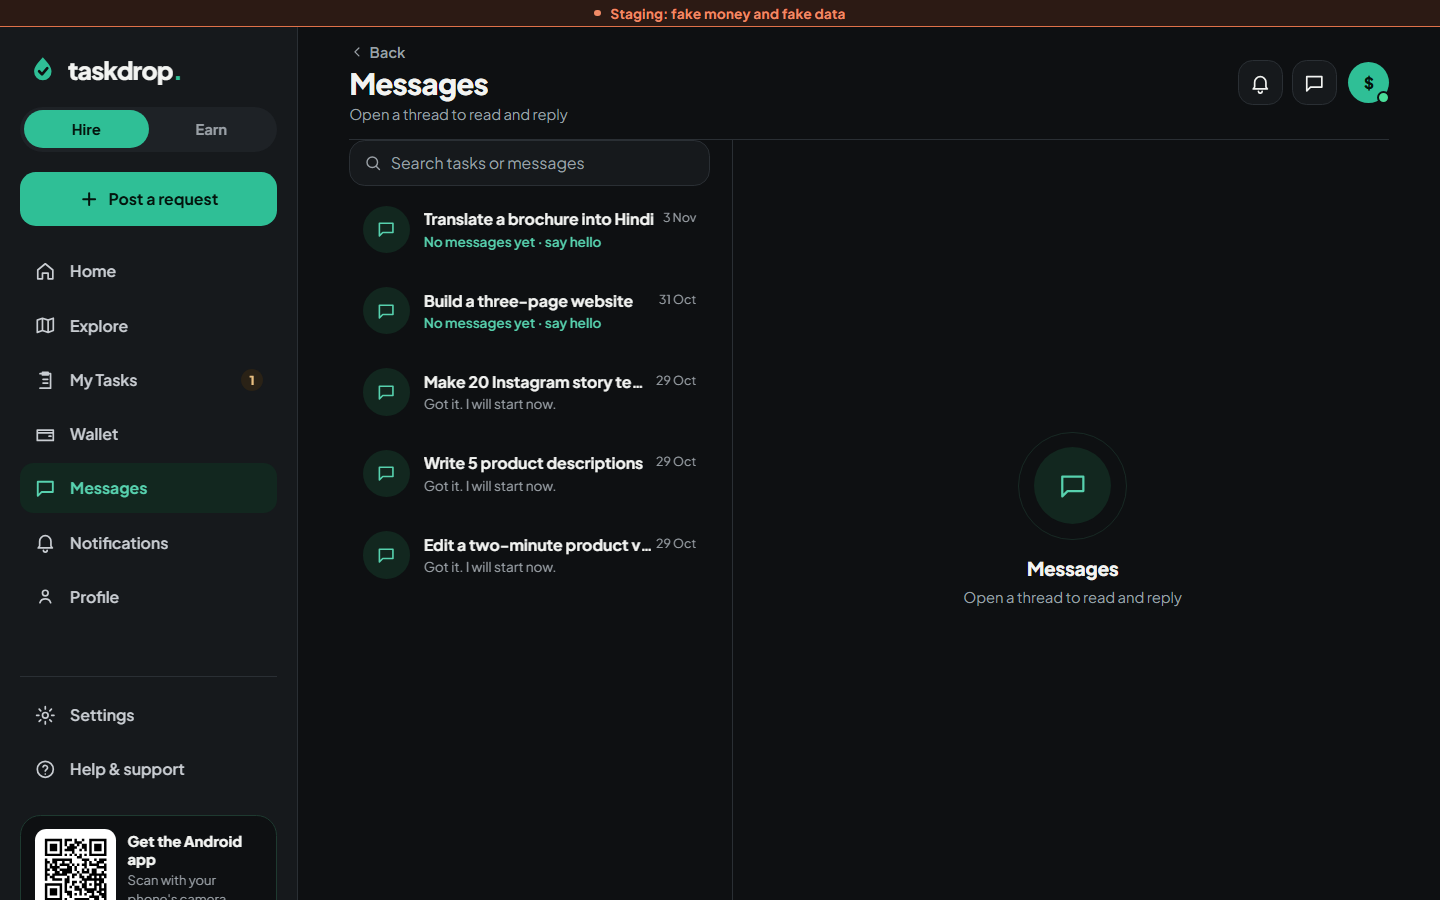 Staging: fake money and fake data
taskdrop.
Hire
Earn
Post a request
Home
Explore
My Tasks
1
Wallet
Messages
Notifications
Profile
Settings
Help & support
Get the Android
app
Scan with your
phone's camera
Back
Messages
Open a thread to read and reply
$
Search tasks or messages
Translate a brochure into Hindi
3 Nov
No messages yet · say hello
Build a three-page website
31 Oct
No messages yet · say hello
Make 20 Instagram story te...
29 Oct
Got it. I will start now.
Write 5 product descriptions
29 Oct
Got it. I will start now.
Edit a two-minute product v...
29 Oct
Got it. I will start now.
Messages
Open a thread to read and reply